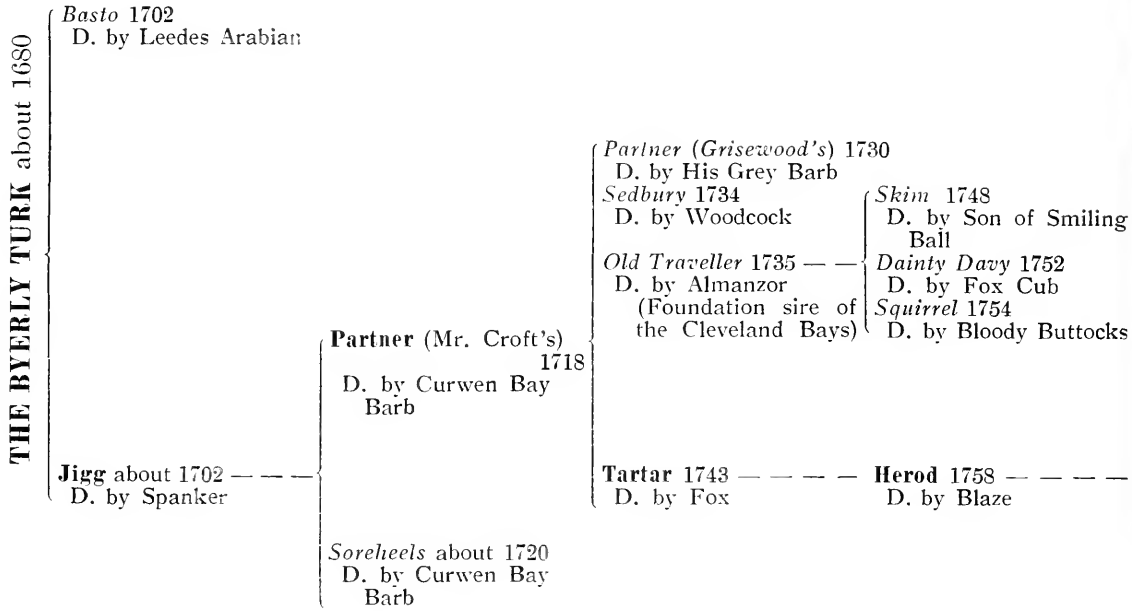 THE BYERLY TURK about 1680
Basto 1702
D. by Leedes Arabian
Jigg about 1702 — — —
D. by Spanker
Partner (Mr. Croft's)
1718
D. by Curwen Bay
Barb
Soreheels about 1720
D. by Curwen Bay
Barb
Partner (Grisewood's) 1730
D. by His Grey Barb
Sedbury 1734
D. by Woodcock
Old Traveller 1735 — —
D. by Almanzor
(Foundation sire of
the Cleveland Bays)
Tartar 1743 — — — —
D. by Fox
Skim 1748
D. by Son of Smiling
Ball
Dainty Davy 1752
D. by Fox Cub
Squirrel 1754
D. by Bloody Buttocks
Herod 1758 — — — —
D. by Blaze